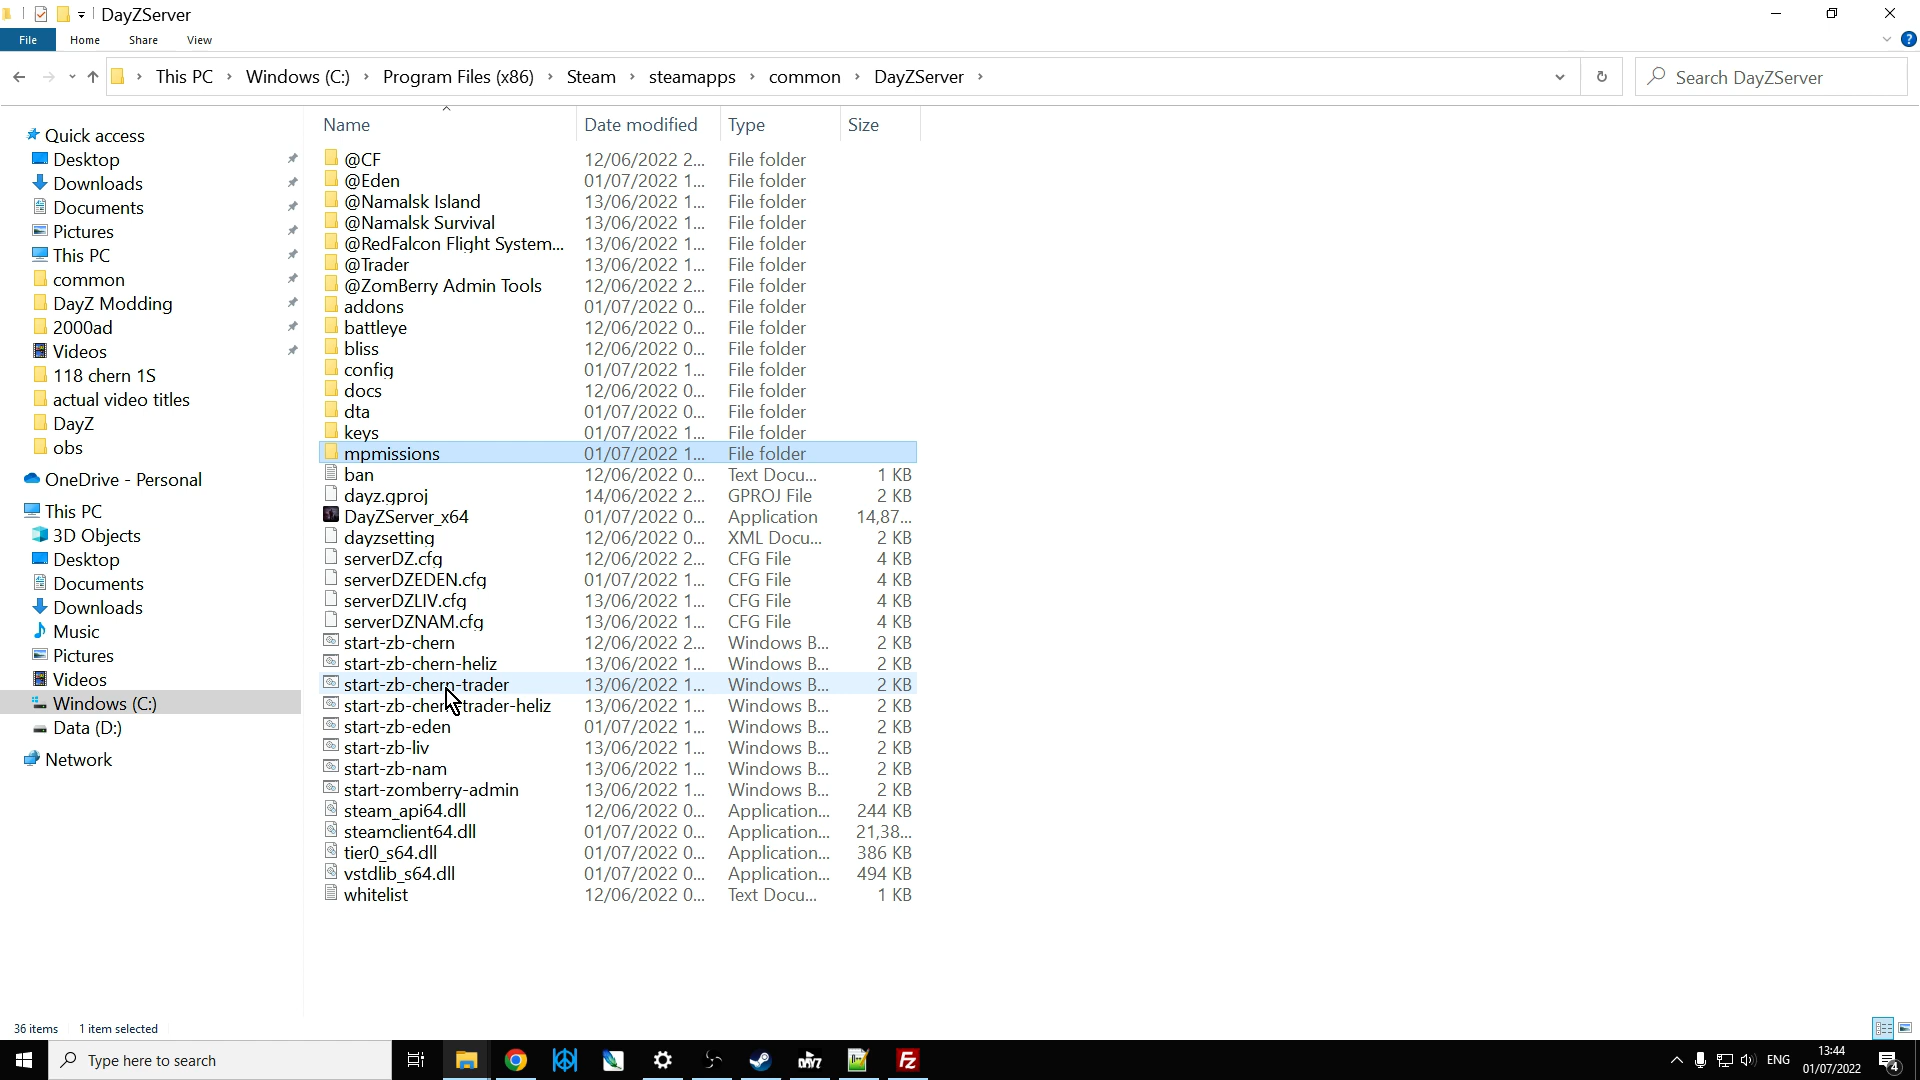 DayZServer
File Home Share View
This PC Windows (C:) Program Files (x86) Steam steamapps common DayZServer
Search DayZServer
Name Date modified Type Size
Quick access
Desktop
Downloads
Documents
Pictures
This PC
common
DayZ Modding
2000ad
Videos
118 chern 1S
actual video titles
DayZ
obs
OneDrive - Personal
This PC
3D Objects
Desktop
Documents
Downloads
Music
Pictures
Videos
Windows (C:)
Data (D:)
Network
@CF 12/06/2022 2... File folder
@Eden 01/07/2022 1... File folder
@Namalsk Island 13/06/2022 1... File folder
@Namalsk Survival 13/06/2022 1... File folder
@RedFalcon Flight System... 13/06/2022 1... File folder
@Trader 13/06/2022 1... File folder
@ZomBerry Admin Tools 12/06/2022 2... File folder
addons 01/07/2022 0... File folder
battleye 12/06/2022 0... File folder
bliss 12/06/2022 0... File folder
config 01/07/2022 1... File folder
docs 12/06/2022 0... File folder
dta 01/07/2022 0... File folder
keys 01/07/2022 1... File folder
mpmissions 01/07/2022 1... File folder
ban 12/06/2022 0... Text Docu... 1 KB
dayz.gproj 14/06/2022 2... GPROJ File 2 KB
DayZServer_x64 01/07/2022 0... Application 14,87...
dayzsetting 12/06/2022 0... XML Docu... 2 KB
serverDZ.cfg 12/06/2022 2... CFG File 4 KB
serverDZEDEN.cfg 01/07/2022 1... CFG File 4 KB
serverDZLIV.cfg 13/06/2022 1... CFG File 4 KB
serverDZNAM.cfg 13/06/2022 1... CFG File 4 KB
start-zb-chern 12/06/2022 2... Windows B... 2 KB
start-zb-chern-heliz 13/06/2022 1... Windows B... 2 KB
start-zb-chern-trader 13/06/2022 1... Windows B... 2 KB
start-zb-chern-trader-heliz 13/06/2022 1... Windows B... 2 KB
start-zb-eden 01/07/2022 1... Windows B... 2 KB
start-zb-liv 13/06/2022 1... Windows B... 2 KB
start-zb-nam 13/06/2022 1... Windows B... 2 KB
start-zomberry-admin 13/06/2022 1... Windows B... 2 KB
steam_api64.dll 12/06/2022 0... Application... 244 KB
steamclient64.dll 01/07/2022 0... Application... 21,38...
tier0_s64.dll 01/07/2022 0... Application... 386 KB
vstdlib_s64.dll 01/07/2022 0... Application... 494 KB
whitelist 12/06/2022 0... Text Docu... 1 KB
36 items 1 item selected
Type here to search
DAYZ
Fz
ENG
13:44
01/07/2022
4